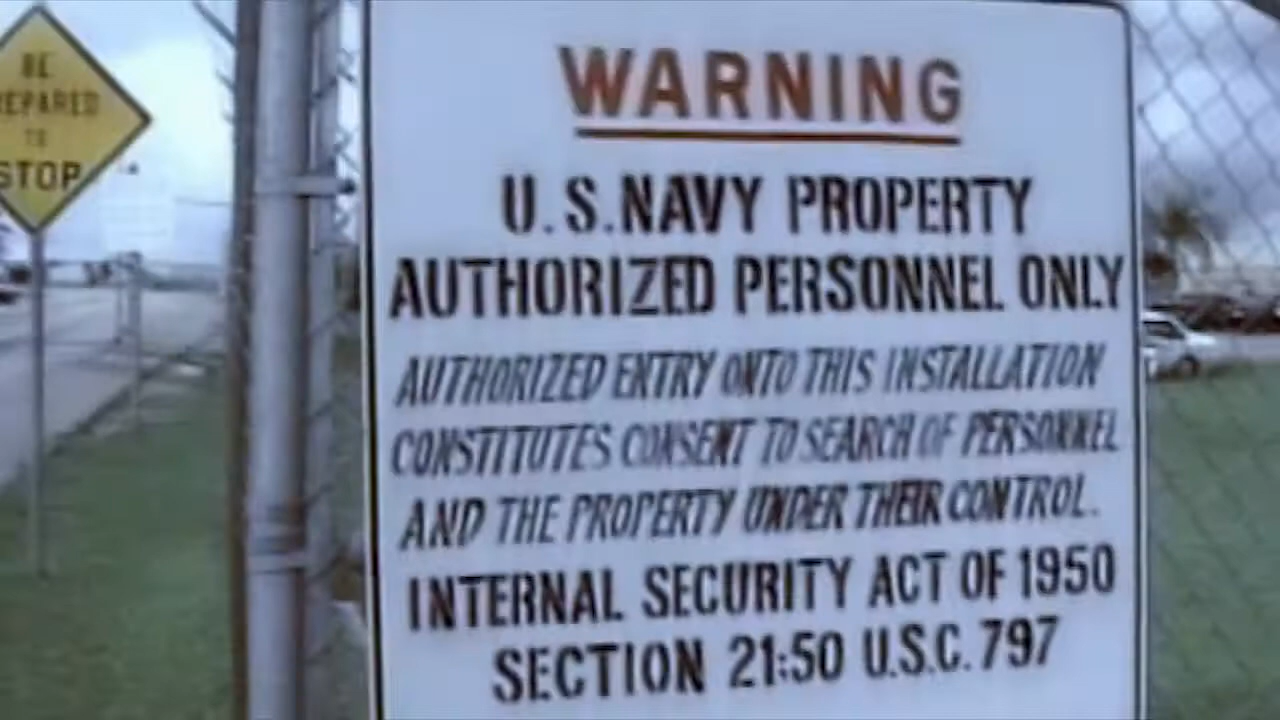 BE
REPARED
TO
STOP
WARNING
U.S. NAVY PROPERTY
AUTHORIZED PERSONNEL ONLY
AUTHORIZED ENTRY ONTO THIS INSTALLATION
CONSTITUTES CONSENT TO SEARCH OF PERSONNEL
AND THE PROPERTY UNDER THEIR CONTROL.
INTERNAL SECURITY ACT OF 1950
SECTION 21:50 U.S.C. 797